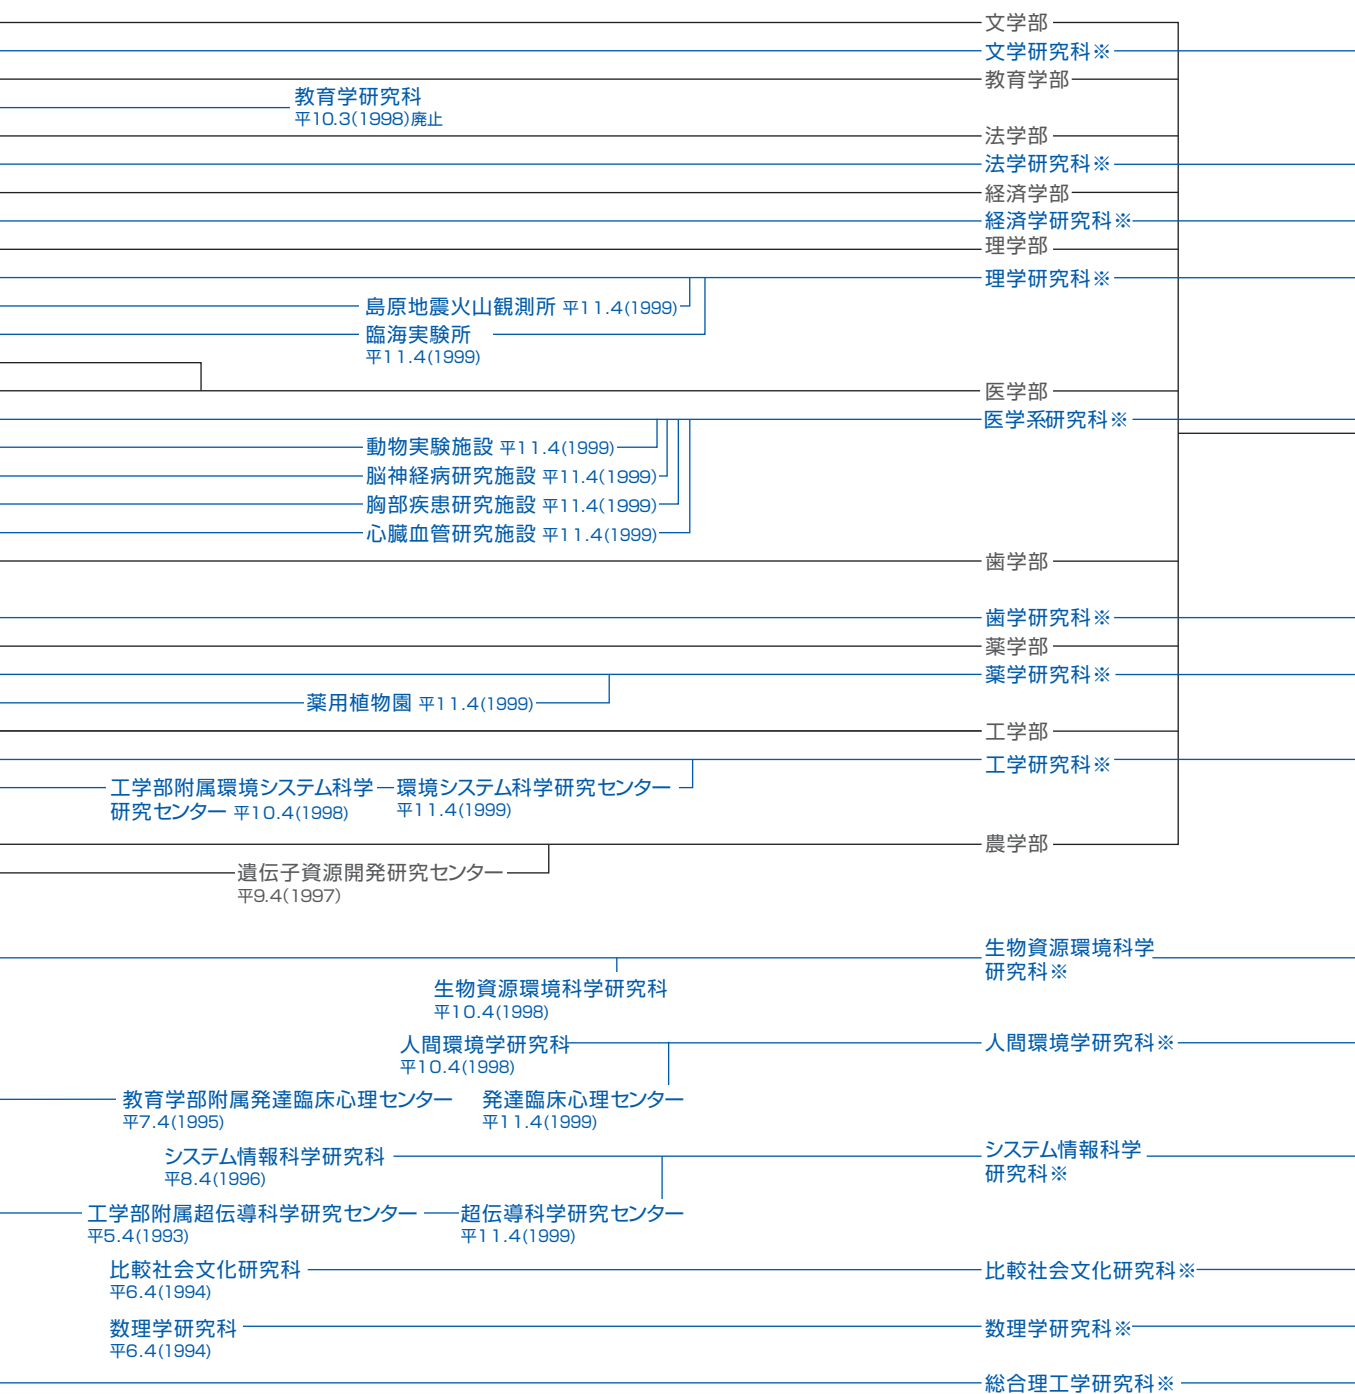 文学部
文学研究科※
教育学部
教育学研究科
平10.3(1998)廃止
法学部
法学研究科※
経済学部
経済学研究科※
理学部
理学研究科※
島原地震火山観測所 平11.4(1999)
臨海実験所
平11.4(1999)
医学部
医学系研究科※
動物実験施設 平11.4(1999)
脳神経病研究施設 平11.4(1999)
胸部疾患研究施設 平11.4(1999)
心臓血管研究施設 平11.4(1999)
歯学部
歯学研究科※
薬学部
薬学研究科※
薬用植物園 平11.4(1999)
工学部
工学研究科※
工学部附属環境システム科学
研究センター 平10.4(1998)
環境システム科学研究センター
平11.4(1999)
農学部
遺伝子資源開発研究センター
平9.4(1997)
生物資源環境科学
研究科※
生物資源環境科学研究科
平10.4(1998)
人間環境学研究科
平10.4(1998)
人間環境学研究科※
教育学部附属発達臨床心理センター
平7.4(1995)
発達臨床心理センター
平11.4(1999)
システム情報科学研究科
平8.4(1996)
システム情報科学
研究科※
工学部附属超伝導科学研究センター
平5.4(1993)
超伝導科学研究センター
平11.4(1999)
比較社会文化研究科
平6.4(1994)
比較社会文化研究科※
数理学研究科
平6.4(1994)
数理学研究科※
総合理工学研究科※